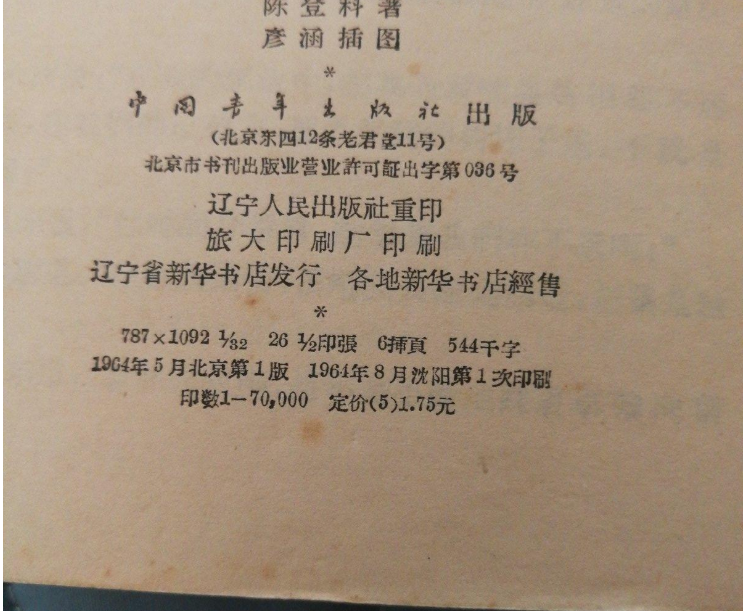 陈登科著
彦涵插图
*
中国青年出版社出版
(北京东四12条老君堂11号)
北京市书刊出版业营业許可証出字第036号
辽宁人民出版社重印
旅大印刷厂印刷
辽宁省新华书店发行 各地新华书店經售
*
787×1092 1/32 26 1/2印張 6挿頁 544千字
1964年5月北京第1版 1964年8月沈阳第1次印刷
印数1—70,000 定价(5)1.75元